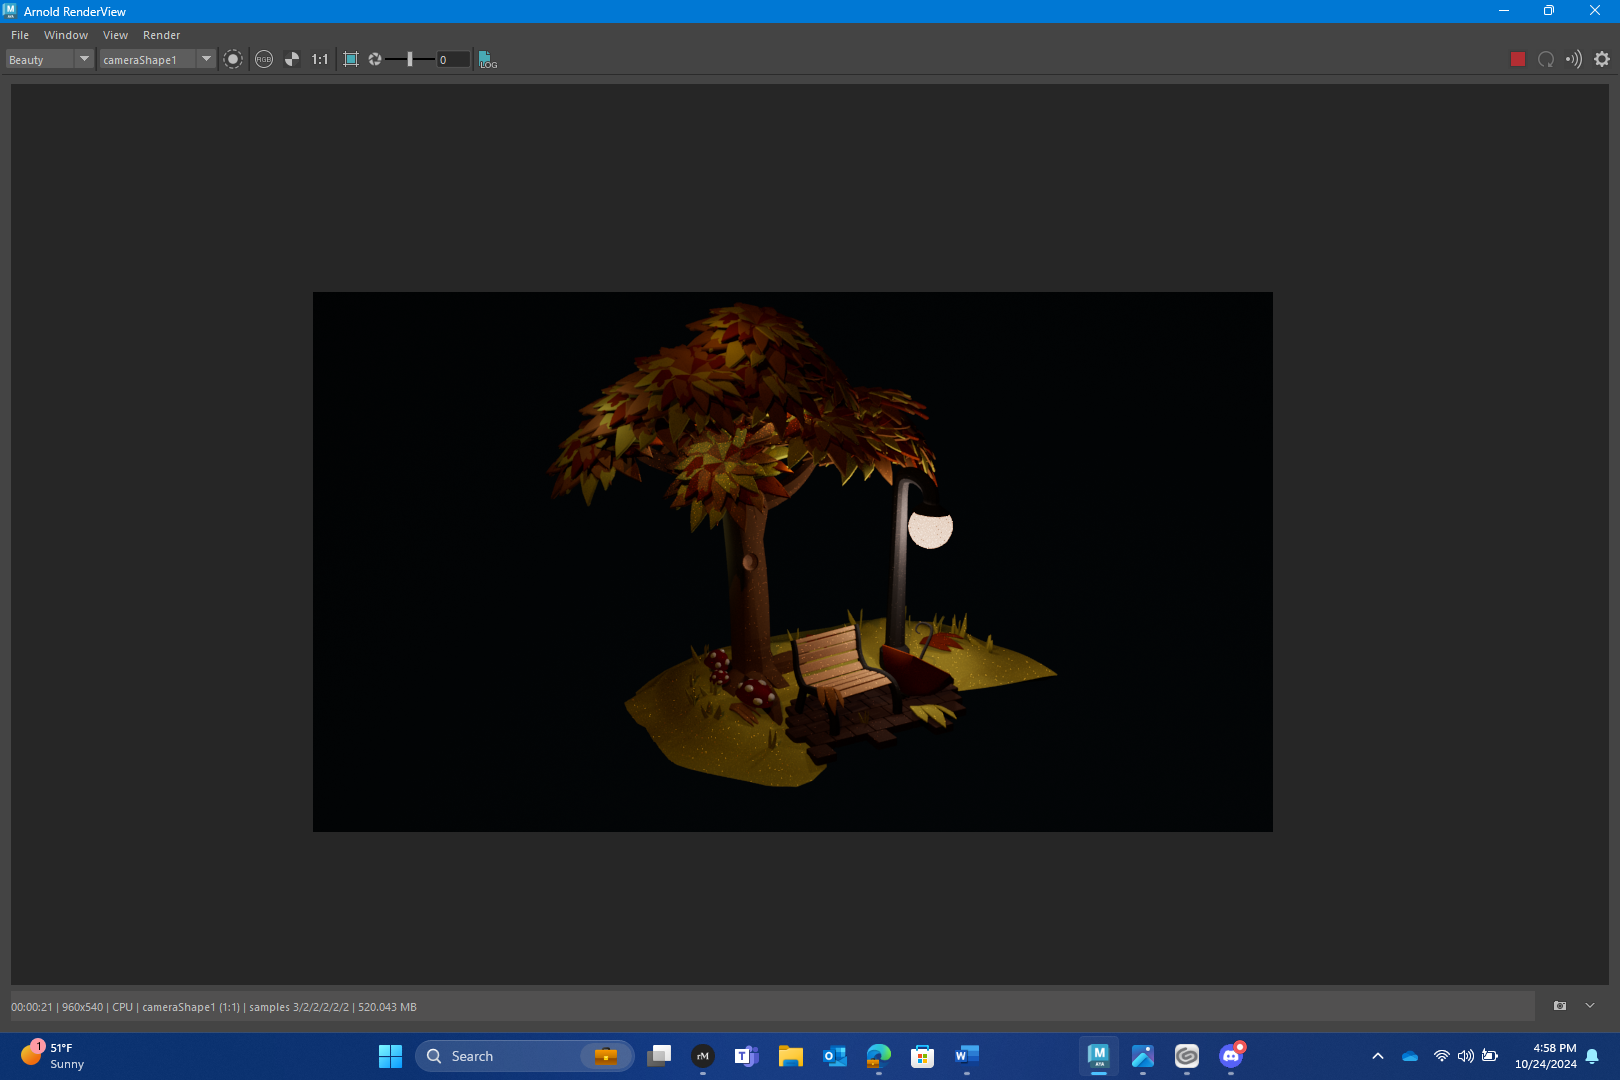 Arnold RenderView
File Window View Render
Beauty cameraShape1 RGB 1:1 0 LOG
00:00:21 | 960x540 | CPU | cameraShape1 (1:1) | samples 3/2/2/2/2/2 | 520.043 MB
1 51°F
Sunny
Search
rM
T
W
M
4:58 PM
10/24/2024